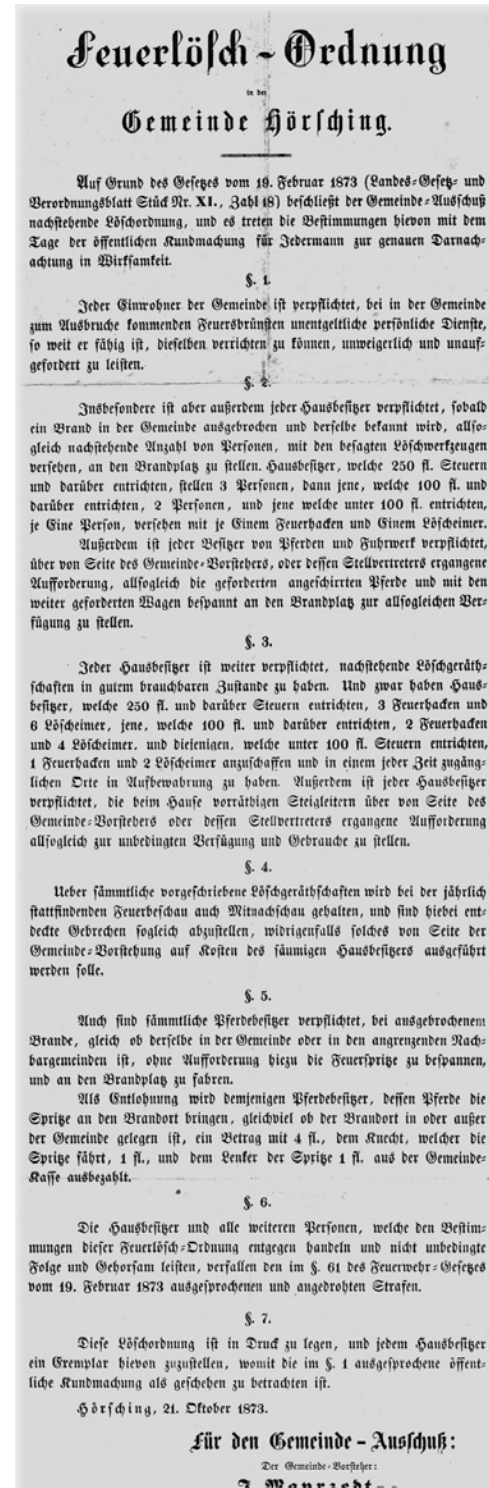 Feuerlösch-Ordnung
in der
Gemeinde Hörsching.
Auf Grund des Gesetzes vom 19. Februar 1873 (Landes-Gesetz- und
Verordnungsblatt Stück Nr. XI., Zahl 18) beschließt der Gemeinde-Ausschuß
nachstehende Löschordnung, und es treten die Bestimmungen hievon mit dem
Tage der öffentlichen Kundmachung für Jedermann zur genauen Darnach-
achtung in Wirksamkeit.
§. 1.
Jeder Einwohner der Gemeinde ist verpflichtet, bei in der Gemeinde
zum Ausbruche kommenden Feuersbrünsten unentgeltliche persönliche Dienste,
so weit er fähig ist, dieselben verrichten zu können, unweigerlich und unauf-
gefordert zu leisten.
§. 2.
Insbesondere ist aber außerdem jeder Hausbesitzer verpflichtet, sobald
ein Brand in der Gemeinde ausgebrochen und derselbe bekannt wird, allso-
gleich nachstehende Anzahl von Personen, mit den besagten Löschwerkzeugen
versehen, an den Brandplatz zu stellen. Hausbesitzer, welche 250 fl. Steuern
und darüber entrichten, stellen 3 Personen, dann jene, welche 100 fl. und
darüber entrichten, 2 Personen, und jene welche unter 100 fl. entrichten,
je Eine Person, versehen mit je Einem Feuerhacken und Einem Löscheimer.
Außerdem ist jeder Besitzer von Pferden und Fuhrwerk verpflichtet,
über von Seite des Gemeinde-Vorstehers, oder dessen Stellvertreters ergangene
Aufforderung, allsogleich die geforderten angeschirrten Pferde und mit den
weiter geforderten Wagen bespannt an den Brandplatz zur allsogleichen Ver-
fügung zu stellen.
§. 3.
Jeder Hausbesitzer ist weiter verpflichtet, nachstehende Löschgeräth-
schaften in gutem brauchbaren Zustande zu haben. Und zwar haben Haus-
besitzer, welche 250 fl. und darüber Steuern entrichten, 3 Feuerhacken und
6 Löscheimer, jene, welche 100 fl. und darüber entrichten, 2 Feuerhacken
und 4 Löscheimer, und diejenigen, welche unter 100 fl. Steuern entrichten,
1 Feuerhacken und 2 Löscheimer anzuschaffen und in einem jeder Zeit zugäng-
lichen Orte in Aufbewahrung zu haben. Außerdem ist jeder Hausbesitzer
verpflichtet, die beim Hause vorräthigen Steigleitern über von Seite des
Gemeinde-Vorstehers oder dessen Stellvertreters ergangene Aufforderung
allsogleich zur unbedingten Verfügung und Gebrauche zu stellen.
§. 4.
Ueber sämmtliche vorgeschriebene Löschgeräthschaften wird bei der jährlich
stattfindenden Feuerbeschau auch Mitnachschau gehalten, und sind hiebei ent-
deckte Gebrechen sogleich abzustellen, widrigenfalls solches von Seite der
Gemeinde-Vorstehung auf Kosten des säumigen Hausbesitzers ausgeführt
werden solle.
§. 5.
Auch sind sämmtliche Pferdebesitzer verpflichtet, bei ausgebrochenem
Brande, gleich ob derselbe in der Gemeinde oder in den angrenzenden Nach-
bargemeinden ist, ohne Aufforderung hiezu die Feuerspritze zu bespannen,
und an den Brandplatz zu fahren.
Als Entlohnung wird demjenigen Pferdebesitzer, dessen Pferde die
Spritze an den Brandort bringen, gleichviel ob der Brandort in oder außer
der Gemeinde gelegen ist, ein Betrag mit 4 fl., dem Knecht, welcher die
Spritze fährt, 1 fl., und dem Lenker der Spritze 1 fl. aus der Gemeinde-
Kasse ausbezahlt.
§. 6.
Die Hausbesitzer und alle weiteren Personen, welche den Bestim-
mungen dieser Feuerlösch-Ordnung entgegen handeln und nicht unbedingte
Folge und Gehorsam leisten, verfallen den im §. 61 des Feuerwehr-Gesetzes
vom 19. Februar 1873 ausgesprochenen und angedrohten Strafen.
§. 7.
Diese Löschordnung ist in Druck zu legen, und jedem Hausbesitzer
ein Exemplar hievon zuzustellen, womit die im §. 1 ausgesprochene öffent-
liche Kundmachung als geschehen zu betrachten ist.
Hörsching, 21. Oktober 1873.
Für den Gemeinde-Ausschuß:
Der Gemeinde-Vorsteher:
J.